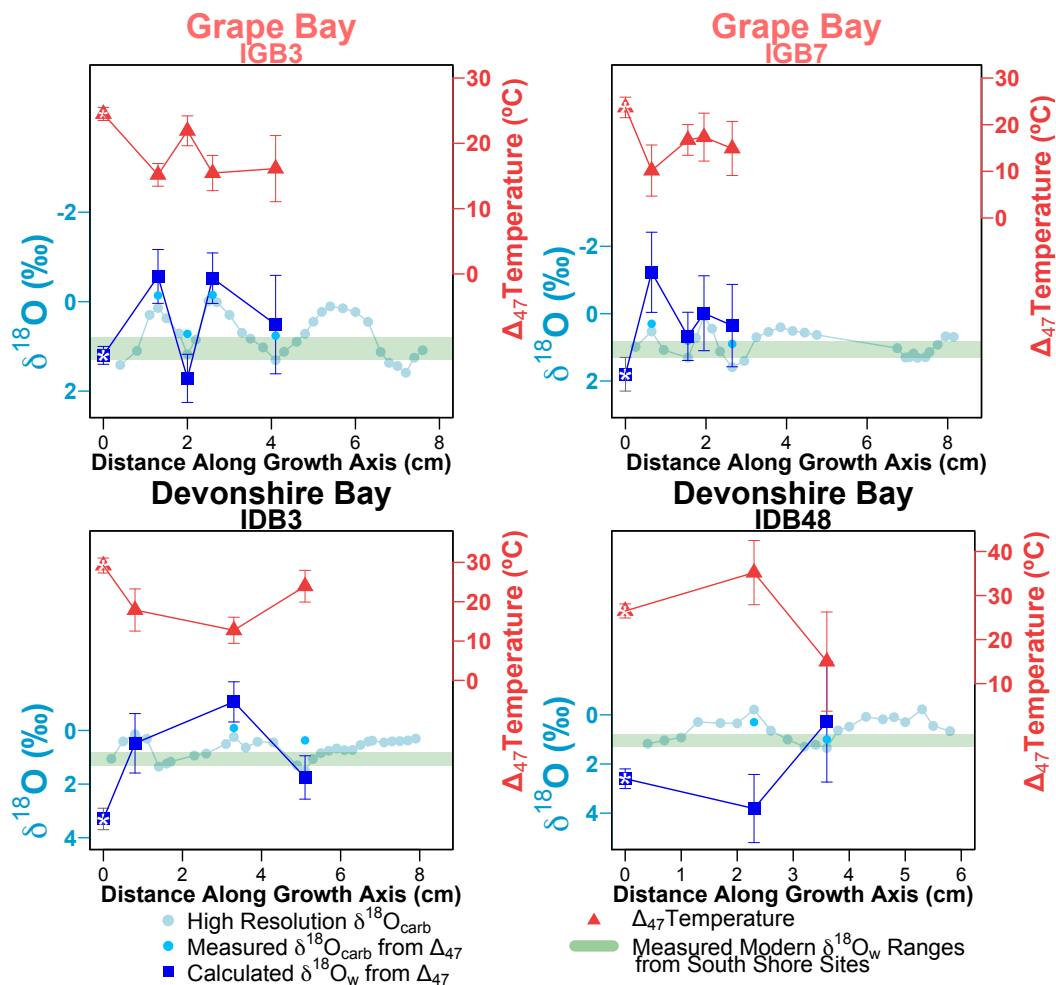 Grape Bay
IGB3
30
20
10
0
-2
0
2
δ18O (‰)
Δ47Temperature (ºC)
0
2
4
6
8
Distance Along Growth Axis (cm)
Grape Bay
IGB7
30
20
10
0
-2
0
2
δ18O (‰)
Δ47Temperature (ºC)
0
2
4
6
8
Distance Along Growth Axis (cm)
Devonshire Bay
IDB3
30
20
10
0
0
2
4
δ18O (‰)
Δ47Temperature (ºC)
0
2
4
6
8
Distance Along Growth Axis (cm)
Devonshire Bay
IDB48
40
30
20
10
0
2
4
δ18O (‰)
Δ47Temperature (ºC)
0
1
2
3
4
5
6
Distance Along Growth Axis (cm)
High Resolution δ18Ocarb
Measured δ18Ocarb from Δ47
Calculated δ18Ow from Δ47
Δ47Temperature
Measured Modern δ18Ow Ranges
from South Shore Sites